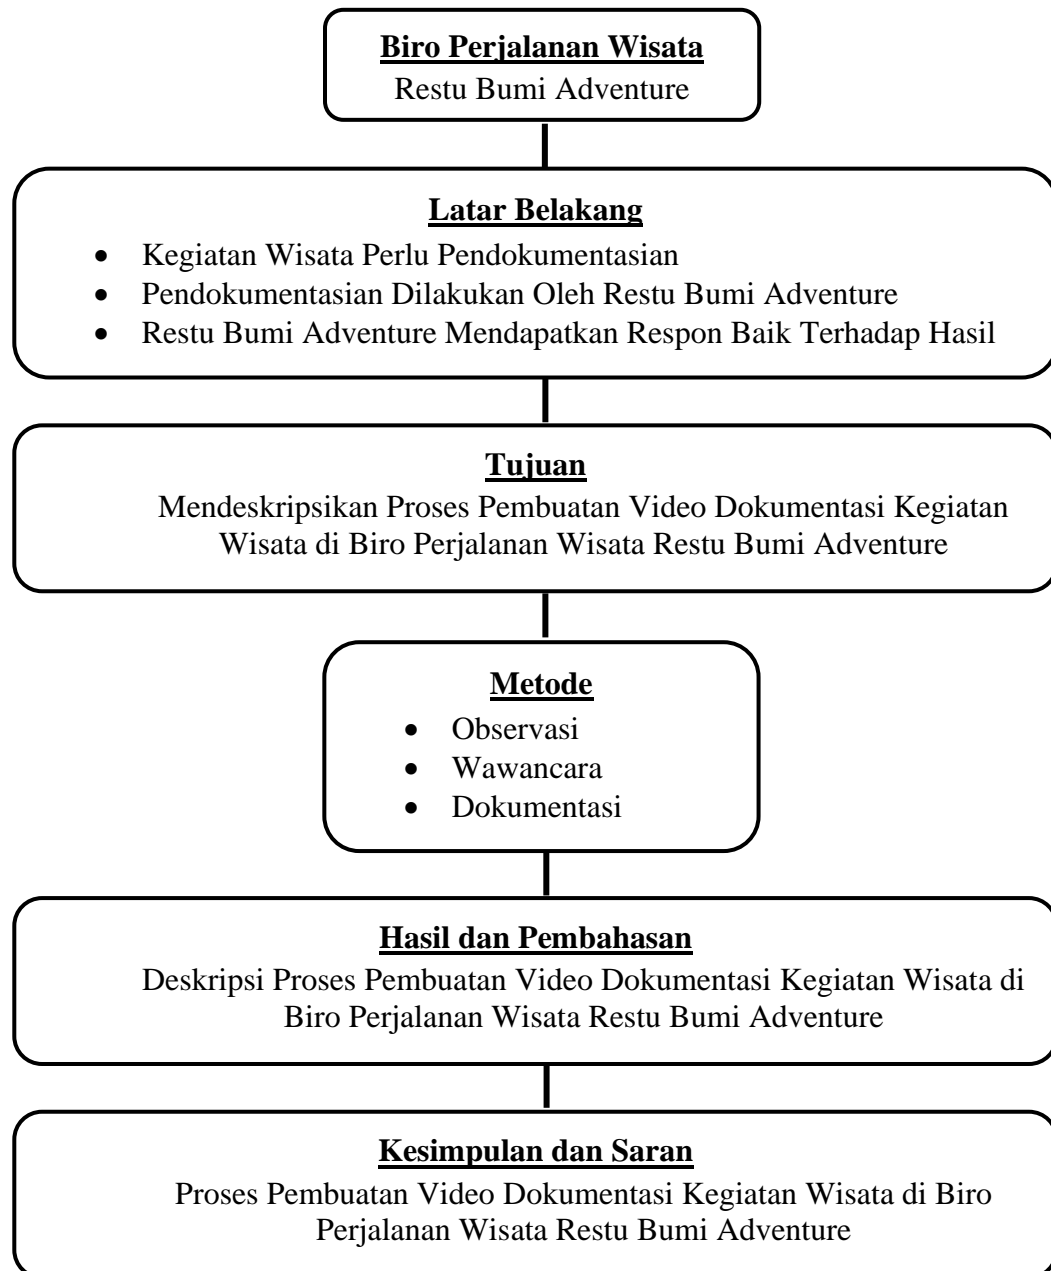 Biro Perjalanan Wisata
Restu Bumi Adventure
Latar Belakang
• Kegiatan Wisata Perlu Pendokumentasian
• Pendokumentasian Dilakukan Oleh Restu Bumi Adventure
• Restu Bumi Adventure Mendapatkan Respon Baik Terhadap Hasil
Tujuan
Mendeskripsikan Proses Pembuatan Video Dokumentasi Kegiatan
Wisata di Biro Perjalanan Wisata Restu Bumi Adventure
Metode
• Observasi
• Wawancara
• Dokumentasi
Hasil dan Pembahasan
Deskripsi Proses Pembuatan Video Dokumentasi Kegiatan Wisata di
Biro Perjalanan Wisata Restu Bumi Adventure
Kesimpulan dan Saran
Proses Pembuatan Video Dokumentasi Kegiatan Wisata di Biro
Perjalanan Wisata Restu Bumi Adventure